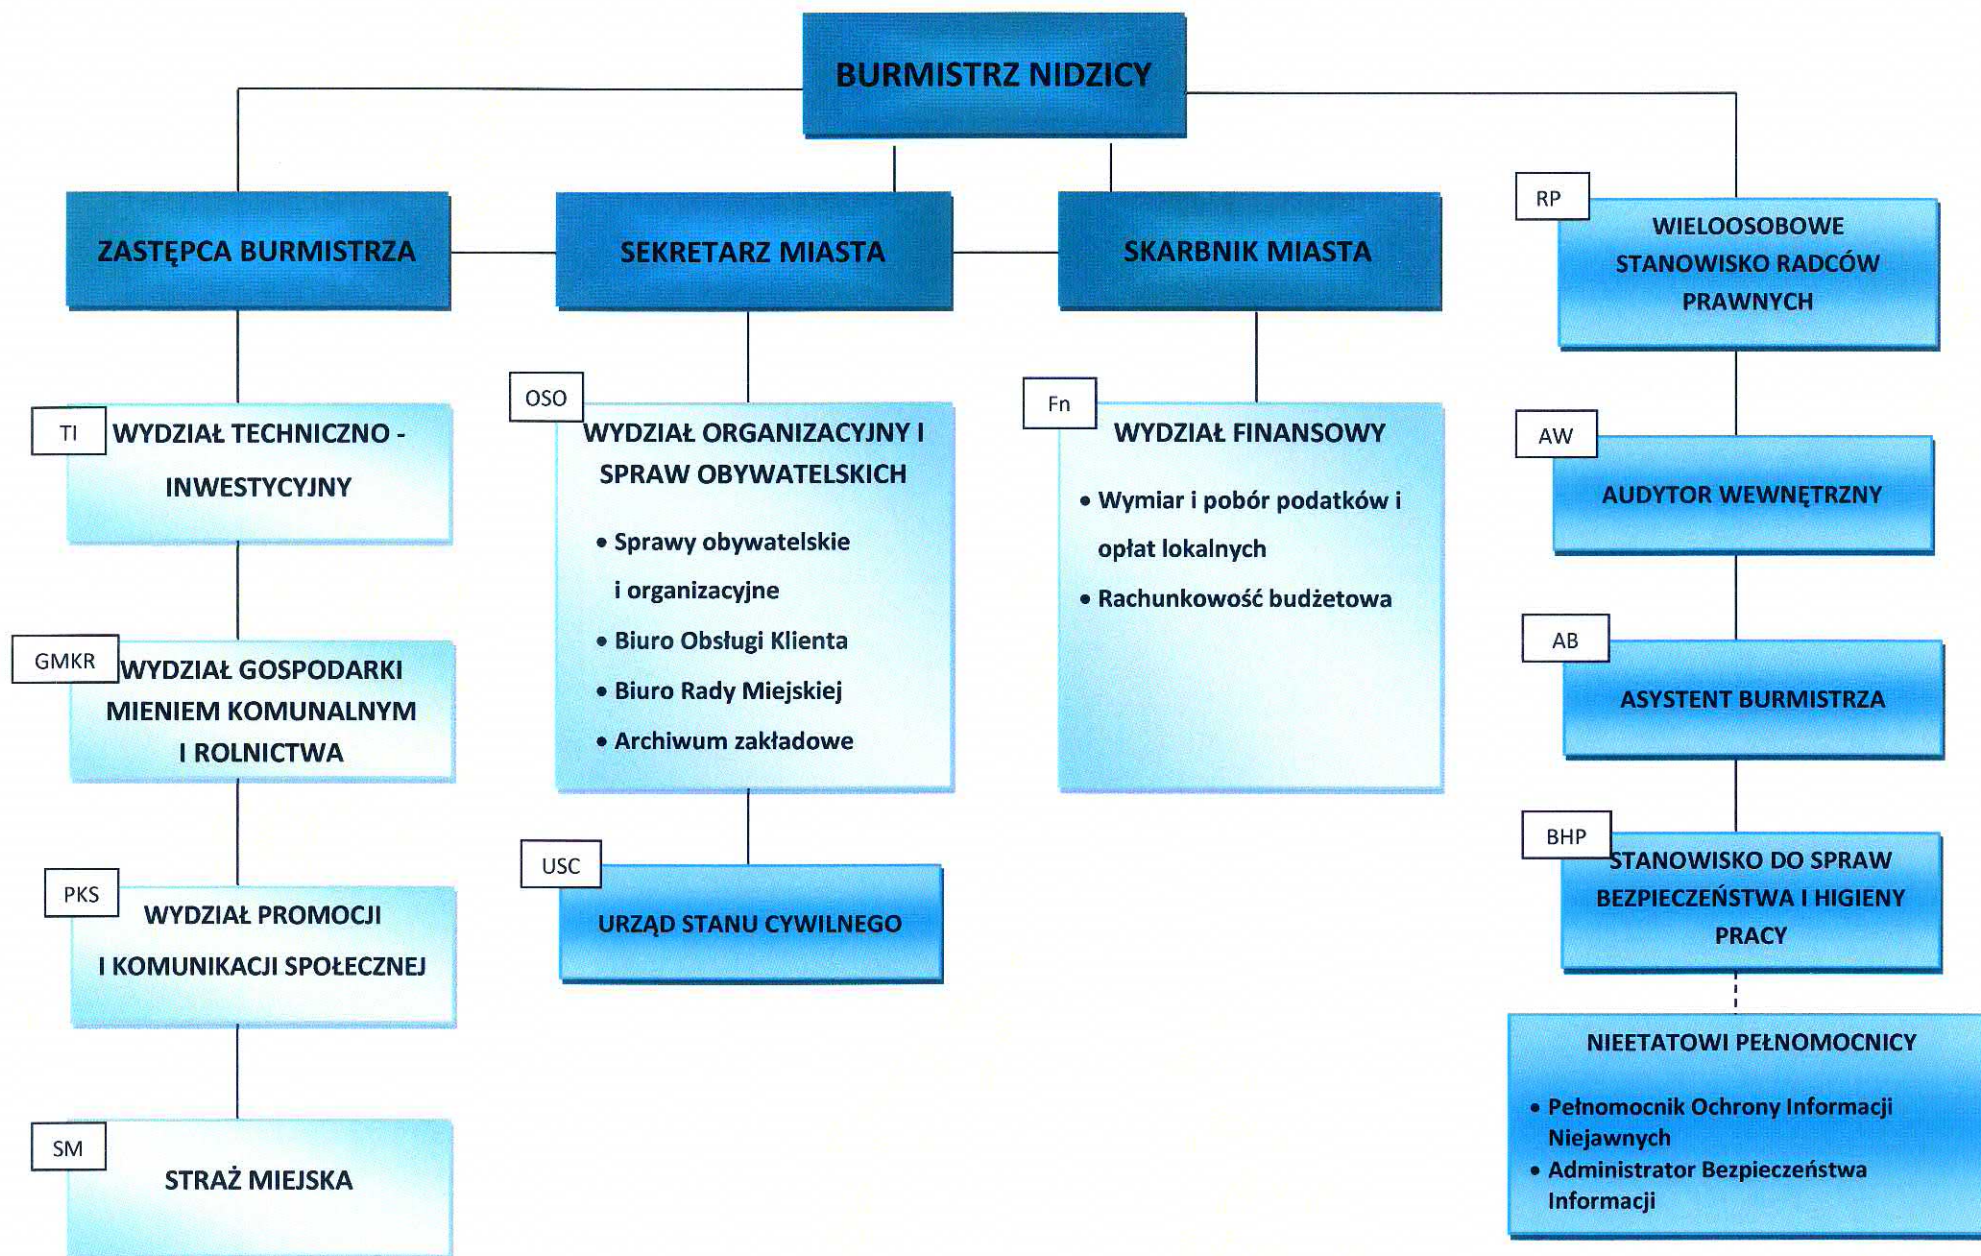 BURMISTRZ NIDZICY
ZASTĘPCA BURMISTRZA
SEKRETARZ MIASTA
SKARBNIK MIASTA
RP
WIELOOSOBOWE
STANOWISKO RADCÓW
PRAWNYCH
TI
WYDZIAŁ TECHNICZNO -
INWESTYCYJNY
OSO
WYDZIAŁ ORGANIZACYJNY I
SPRAW OBYWATELSKICH
• Sprawy obywatelskie
i organizacyjne
• Biuro Obsługi Klienta
• Biuro Rady Miejskiej
• Archiwum zakładowe
Fn
WYDZIAŁ FINANSOWY
• Wymiar i pobór podatków i
opłat lokalnych
• Rachunkowość budżetowa
AW
AUDYTOR WEWNĘTRZNY
GMKR
WYDZIAŁ GOSPODARKI
MIENIEM KOMUNALNYM
I ROLNICTWA
AB
ASYSTENT BURMISTRZA
PKS
WYDZIAŁ PROMOCJI
I KOMUNIKACJI SPOŁECZNEJ
USC
URZĄD STANU CYWILNEGO
BHP
STANOWISKO DO SPRAW
BEZPIECZEŃSTWA I HIGIENY
PRACY
SM
STRAŻ MIEJSKA
NIEETATOWI PEŁNOMOCNICY
• Pełnomocnik Ochrony Informacji
Niejawnych
• Administrator Bezpieczeństwa
Informacji